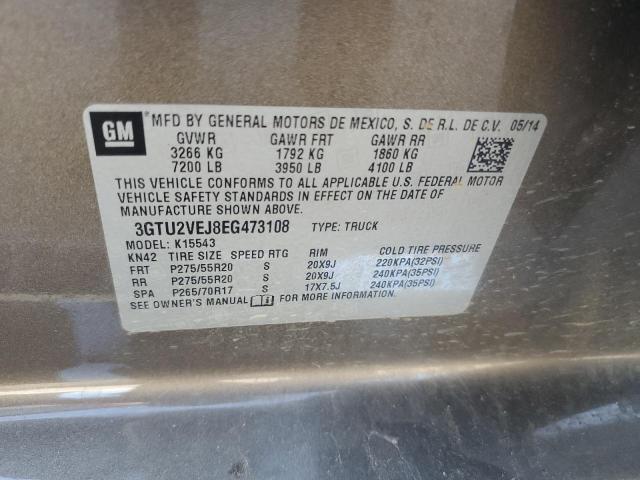 GM
MFD BY GENERAL MOTORS DE MEXICO, S. DE R.L. DE C.V. 05/14
GVWR GAWR FRT GAWR RR
3266 KG 1792 KG 1860 KG
7200 LB 3950 LB 4100 LB
THIS VEHICLE CONFORMS TO ALL APPLICABLE U.S. FEDERAL MOTOR
VEHICLE SAFETY STANDARDS IN EFFECT ON THE DATE OF
MANUFACTURE SHOWN ABOVE.
3GTU2VEJ8EG473108 TYPE: TRUCK
MODEL: K15543
KN42 TIRE SIZE SPEED RTG RIM COLD TIRE PRESSURE
FRT P275/55R20 S 20X9J 220KPA(32PSI)
RR P275/55R20 S 20X9J 240KPA(35PSI)
SPA P265/70R17 S 17X7.5J 240KPA(35PSI)
SEE OWNER'S MANUAL FOR MORE INFORMATION.